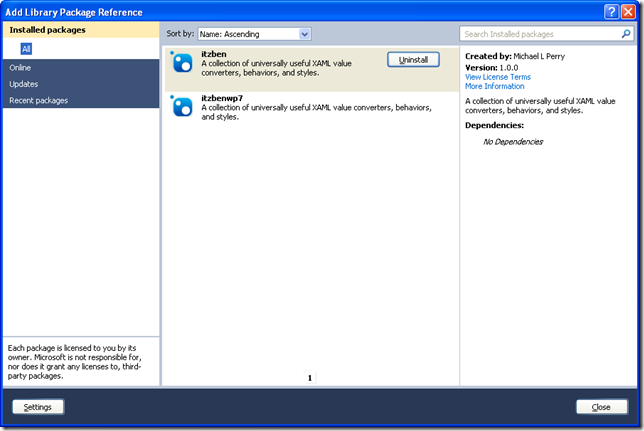 Add Library Package Reference
Installed packages
All
Online
Updates
Recent packages
Each package is licensed to you by its
owner. Microsoft is not responsible for,
nor does it grant any licenses to, third-
party packages.
Settings
Sort by: Name: Ascending
itzben
A collection of universally useful XAML value
converters, behaviors, and styles.
Uninstall
itzbenwp7
A collection of universally useful XAML value converters, behaviors,
and styles.
1
Search Installed packages
Created by: Michael L Perry
Version: 1.0.0
View License Terms
More Information
A collection of universally useful XAML value
converters, behaviors, and styles.
Dependencies:
No Dependencies
Close